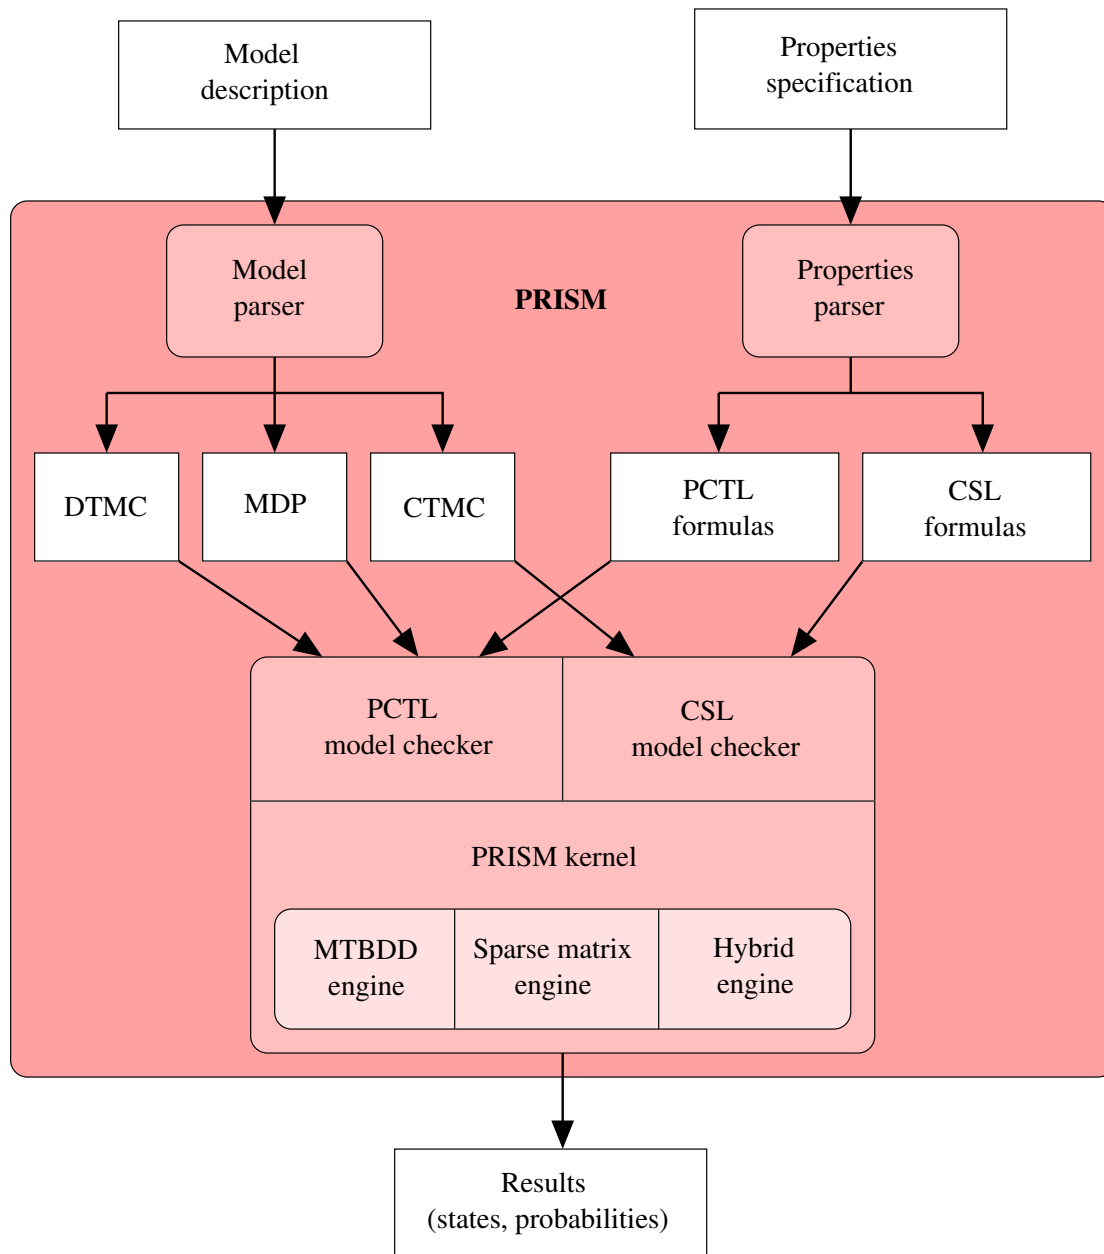 Model
description
Properties
specification
Model
parser
PRISM
Properties
parser
DTMC
MDP
CTMC
PCTL
formulas
CSL
formulas
PCTL
model checker
CSL
model checker
PRISM kernel
MTBDD
engine
Sparse matrix
engine
Hybrid
engine
Results
(states, probabilities)